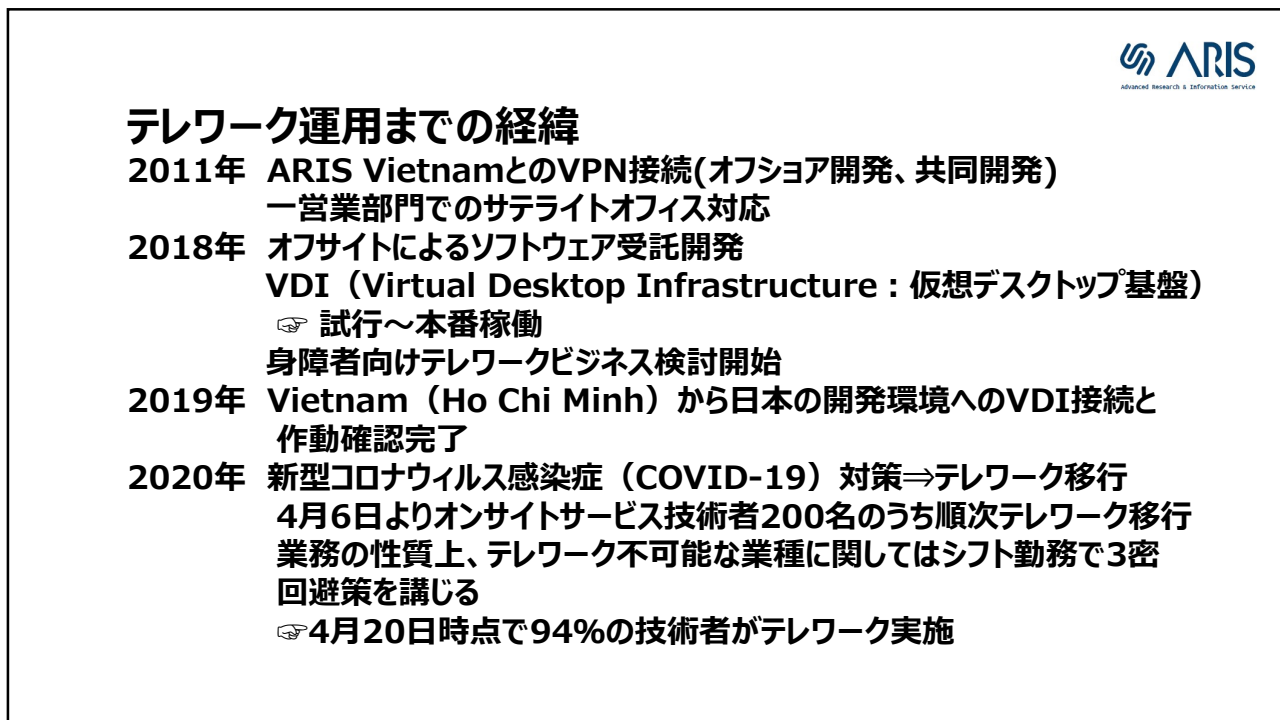 ARIS
Advanced Research & Information Service
テレワーク運用までの経緯
2011年 ARIS VietnamとのVPN接続(オフショア開発、共同開発)
一営業部門でのサテライトオフィス対応
2018年 オフサイトによるソフトウェア受託開発
VDI（Virtual Desktop Infrastructure：仮想デスクトップ基盤）
☞ 試行～本番稼働
身障者向けテレワークビジネス検討開始
2019年 Vietnam（Ho Chi Minh）から日本の開発環境へのVDI接続と
作動確認完了
2020年 新型コロナウィルス感染症（COVID-19）対策⇒テレワーク移行
4月6日よりオンサイトサービス技術者200名のうち順次テレワーク移行
業務の性質上、テレワーク不可能な業種に関してはシフト勤務で3密
回避策を講じる
☞4月20日時点で94%の技術者がテレワーク実施